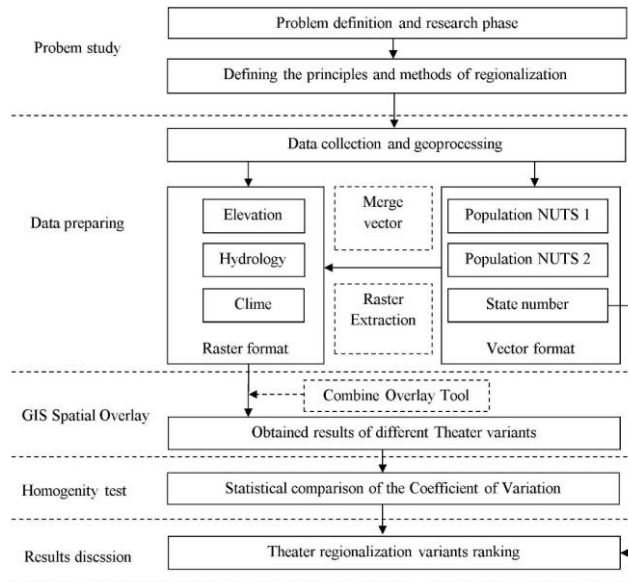 Problem definition and research phase
Probem study
Defining the principles and methods of regionalization
Data collection and geoprocessing
Data preparing
Elevation
Hydrology
Clime
Raster format
Merge
vector
Raster
Extraction
Population NUTS 1
Population NUTS 2
State number
Vector format
GIS Spatial Overlay
Combine Overlay Tool
Obtained results of different Theater variants
Homogenity test
Statistical comparison of the Coefficient of Variation
Results discssion
Theater regionalization variants ranking